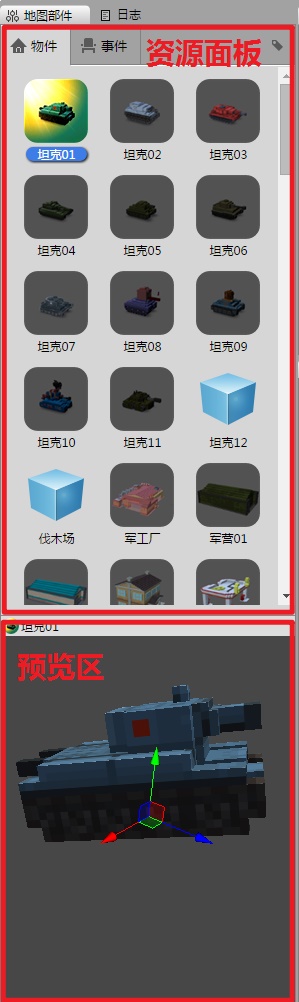 地图部件 日志
物件 事件 资源面板
坦克01 坦克02 坦克03
坦克04 坦克05 坦克06
坦克07 坦克08 坦克09
坦克10 坦克11 坦克12
伐木场 军工厂 军营01
坦克01
预览区